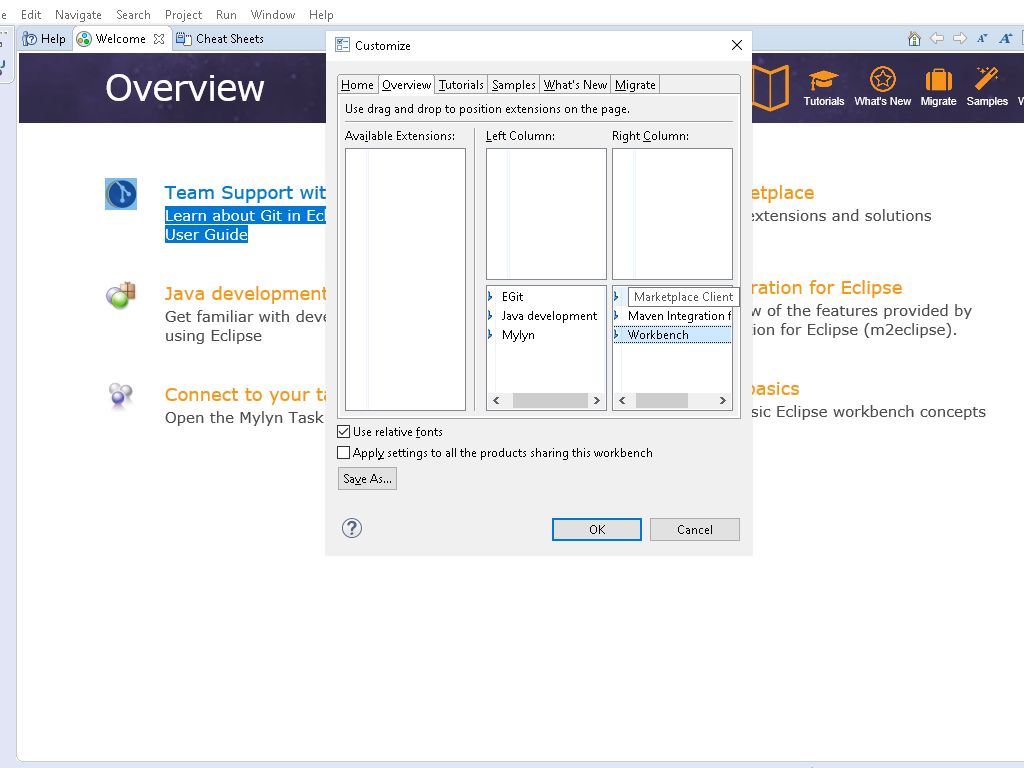 Edit Navigate Search Project Run Window Help
Help Welcome Cheat Sheets
Overview
Tutorials What's New Migrate Samples
Team Support wit
Learn about Git in Ecl
User Guide
Java development
Get familiar with deve
using Eclipse
Connect to your ta
Open the Mylyn Task
Customize
Home Overview Tutorials Samples What's New Migrate
Use drag and drop to position extensions on the page.
Available Extensions: Left Column: Right Column:
EGit
Java development
Mylyn
Marketplace Client
Maven Integration f
Workbench
Use relative fonts
Apply settings to all the products sharing this workbench
Save As...
OK Cancel
etplace
extensions and solutions
ration for Eclipse
w of the features provided by
ion for Eclipse (m2eclipse).
basics
sic Eclipse workbench concepts